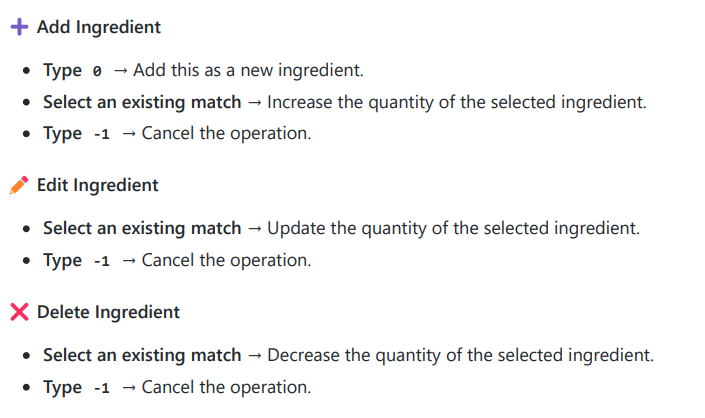 ➕ Add Ingredient
• Type 0 → Add this as a new ingredient.
• Select an existing match → Increase the quantity of the selected ingredient.
• Type -1 → Cancel the operation.
✏️ Edit Ingredient
• Select an existing match → Update the quantity of the selected ingredient.
• Type -1 → Cancel the operation.
❌ Delete Ingredient
• Select an existing match → Decrease the quantity of the selected ingredient.
• Type -1 → Cancel the operation.